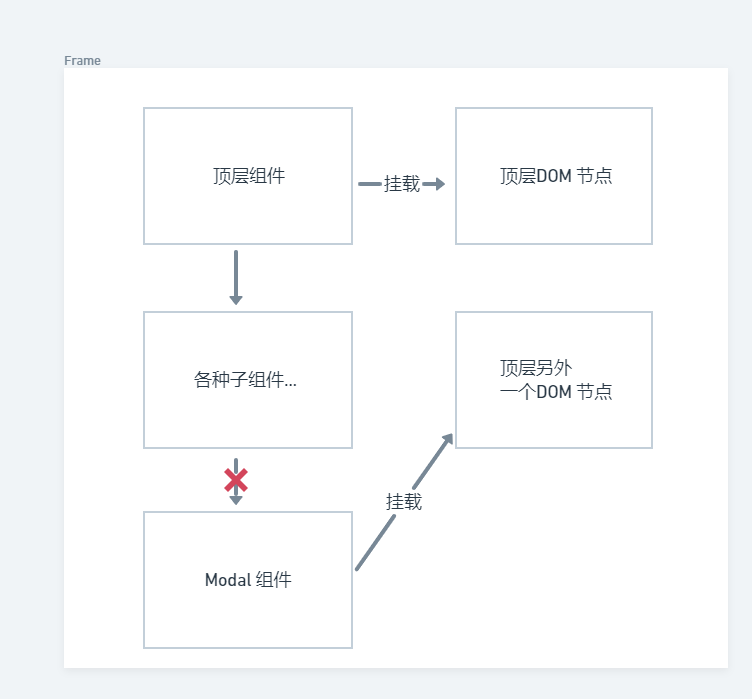 Frame
顶层组件
挂载
顶层DOM 节点
各种子组件...
顶层另外
一个DOM 节点
挂载
Modal 组件